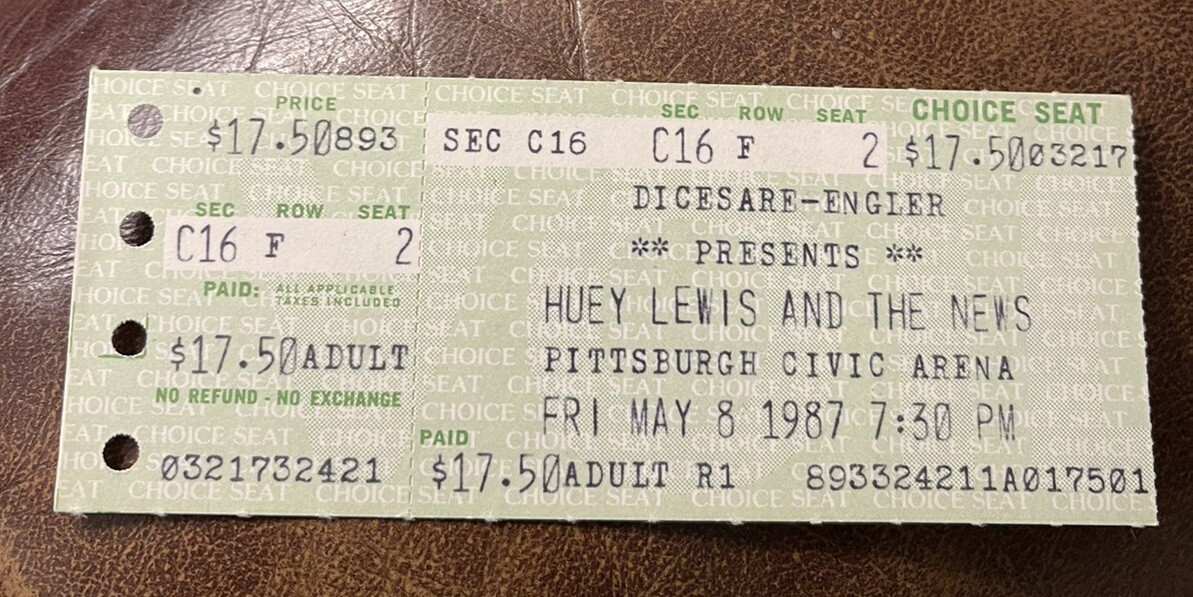 PRICE
$17.50893
SEC ROW SEAT
C16 F 2
PAID: ALL APPLICABLE
TAXES INCLUDED
$17.50ADULT
NO REFUND - NO EXCHANGE
0321732421
SEC ROW SEAT CHOICE SEAT
SEC C16 C16 F 2 $17.5003217
DICESARE-ENGLER
** PRESENTS **
HUEY LEWIS AND THE NEWS
PITTSBURGH CIVIC ARENA
FRI MAY 8 1987 7:30 PM
PAID
$17.50ADULT R1 893324211A017501